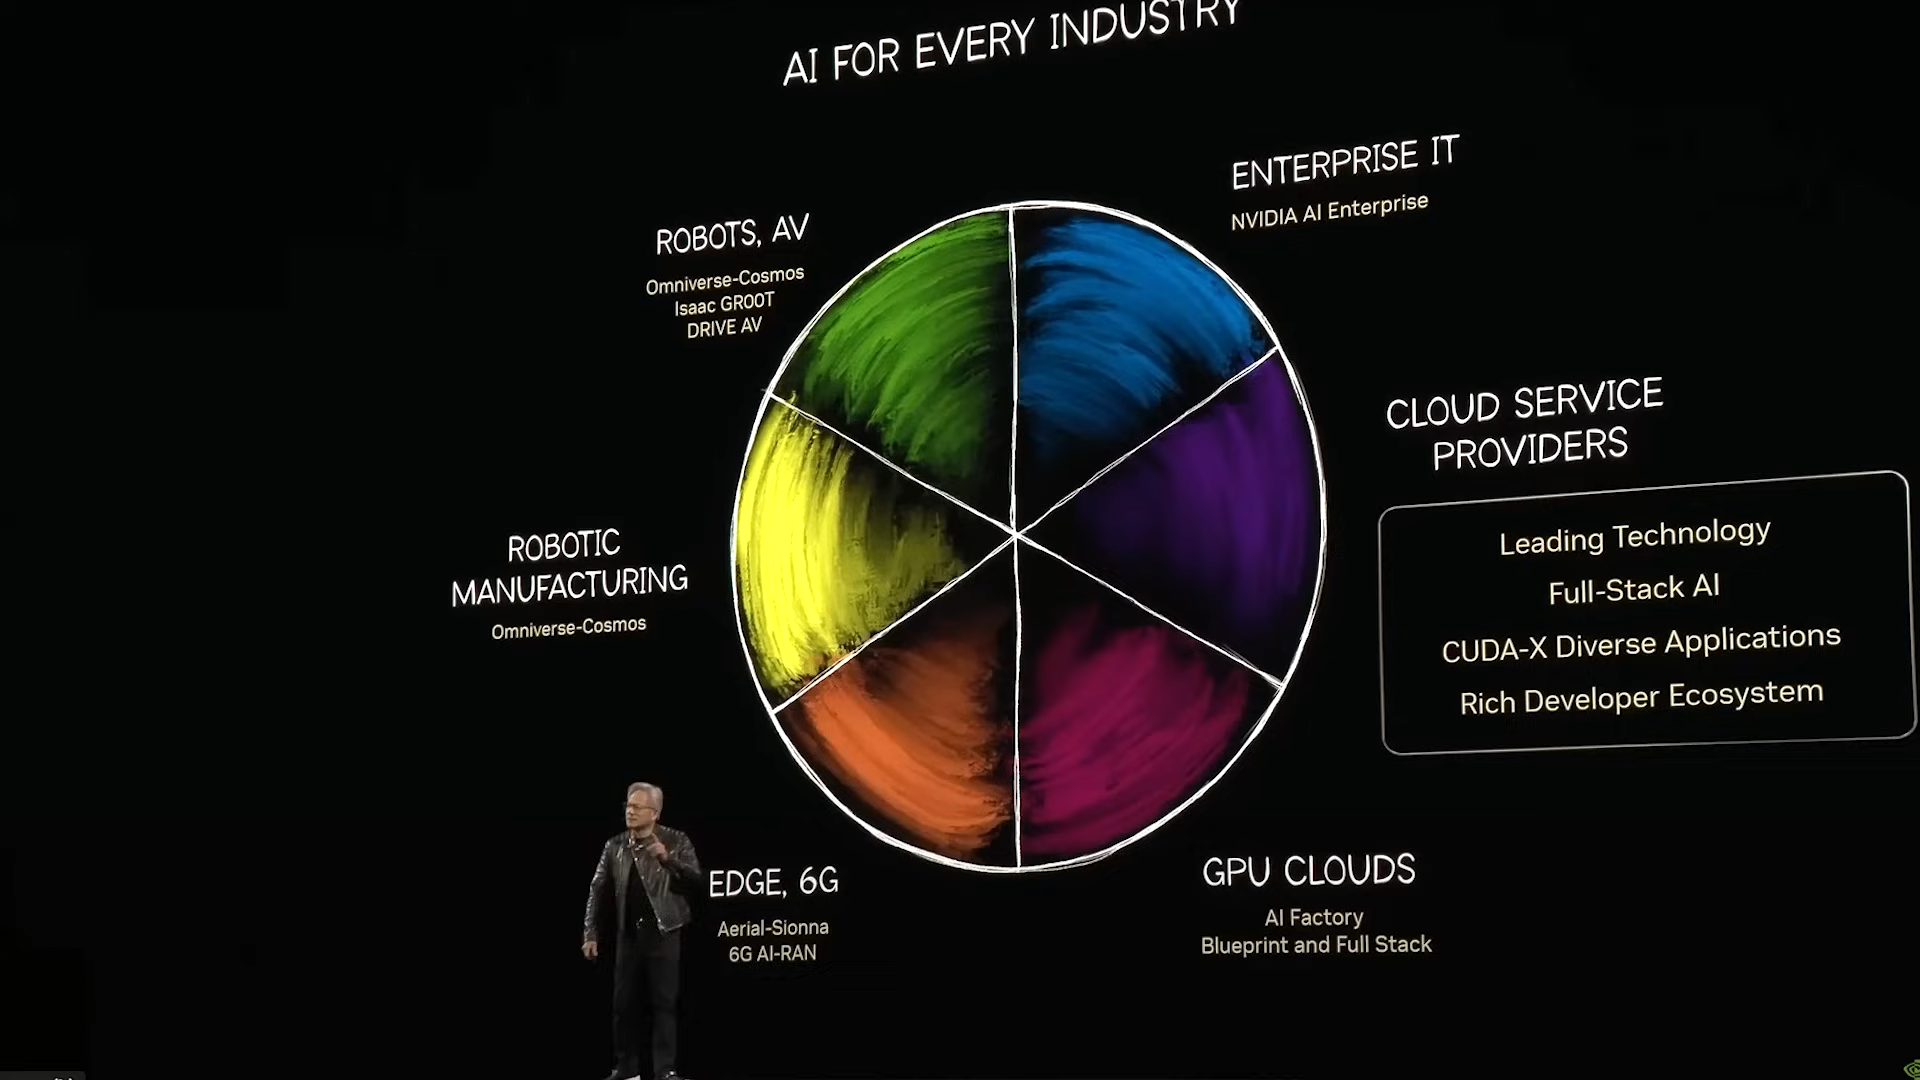 AI FOR EVERY INDUSTRY
ENTERPRISE IT
NVIDIA AI Enterprise
ROBOTS, AV
Omniverse-Cosmos
Isaac GR00T
DRIVE AV
CLOUD SERVICE
PROVIDERS
Leading Technology
Full-Stack AI
CUDA-X Diverse Applications
Rich Developer Ecosystem
ROBOTIC
MANUFACTURING
Omniverse-Cosmos
EDGE, 6G
Aerial-Sionna
6G AI-RAN
GPU CLOUDS
AI Factory
Blueprint and Full Stack